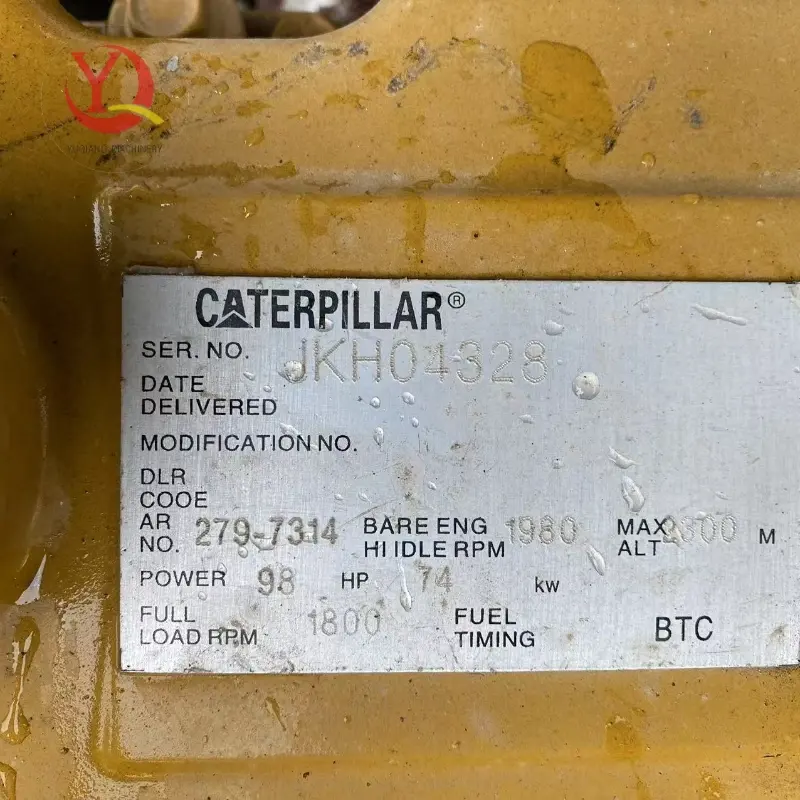 CATERPILLAR®
SER. NO. JKH04328
DATE
DELIVERED
MODIFICATION NO.
DLR
COOE
AR
NO. 279-7314
BARE ENG
HI IDLE RPM 1980
MAX
ALT 2300 M
POWER 98 HP 74 kw
FULL
LOAD RPM 1800
FUEL
TIMING
BTC